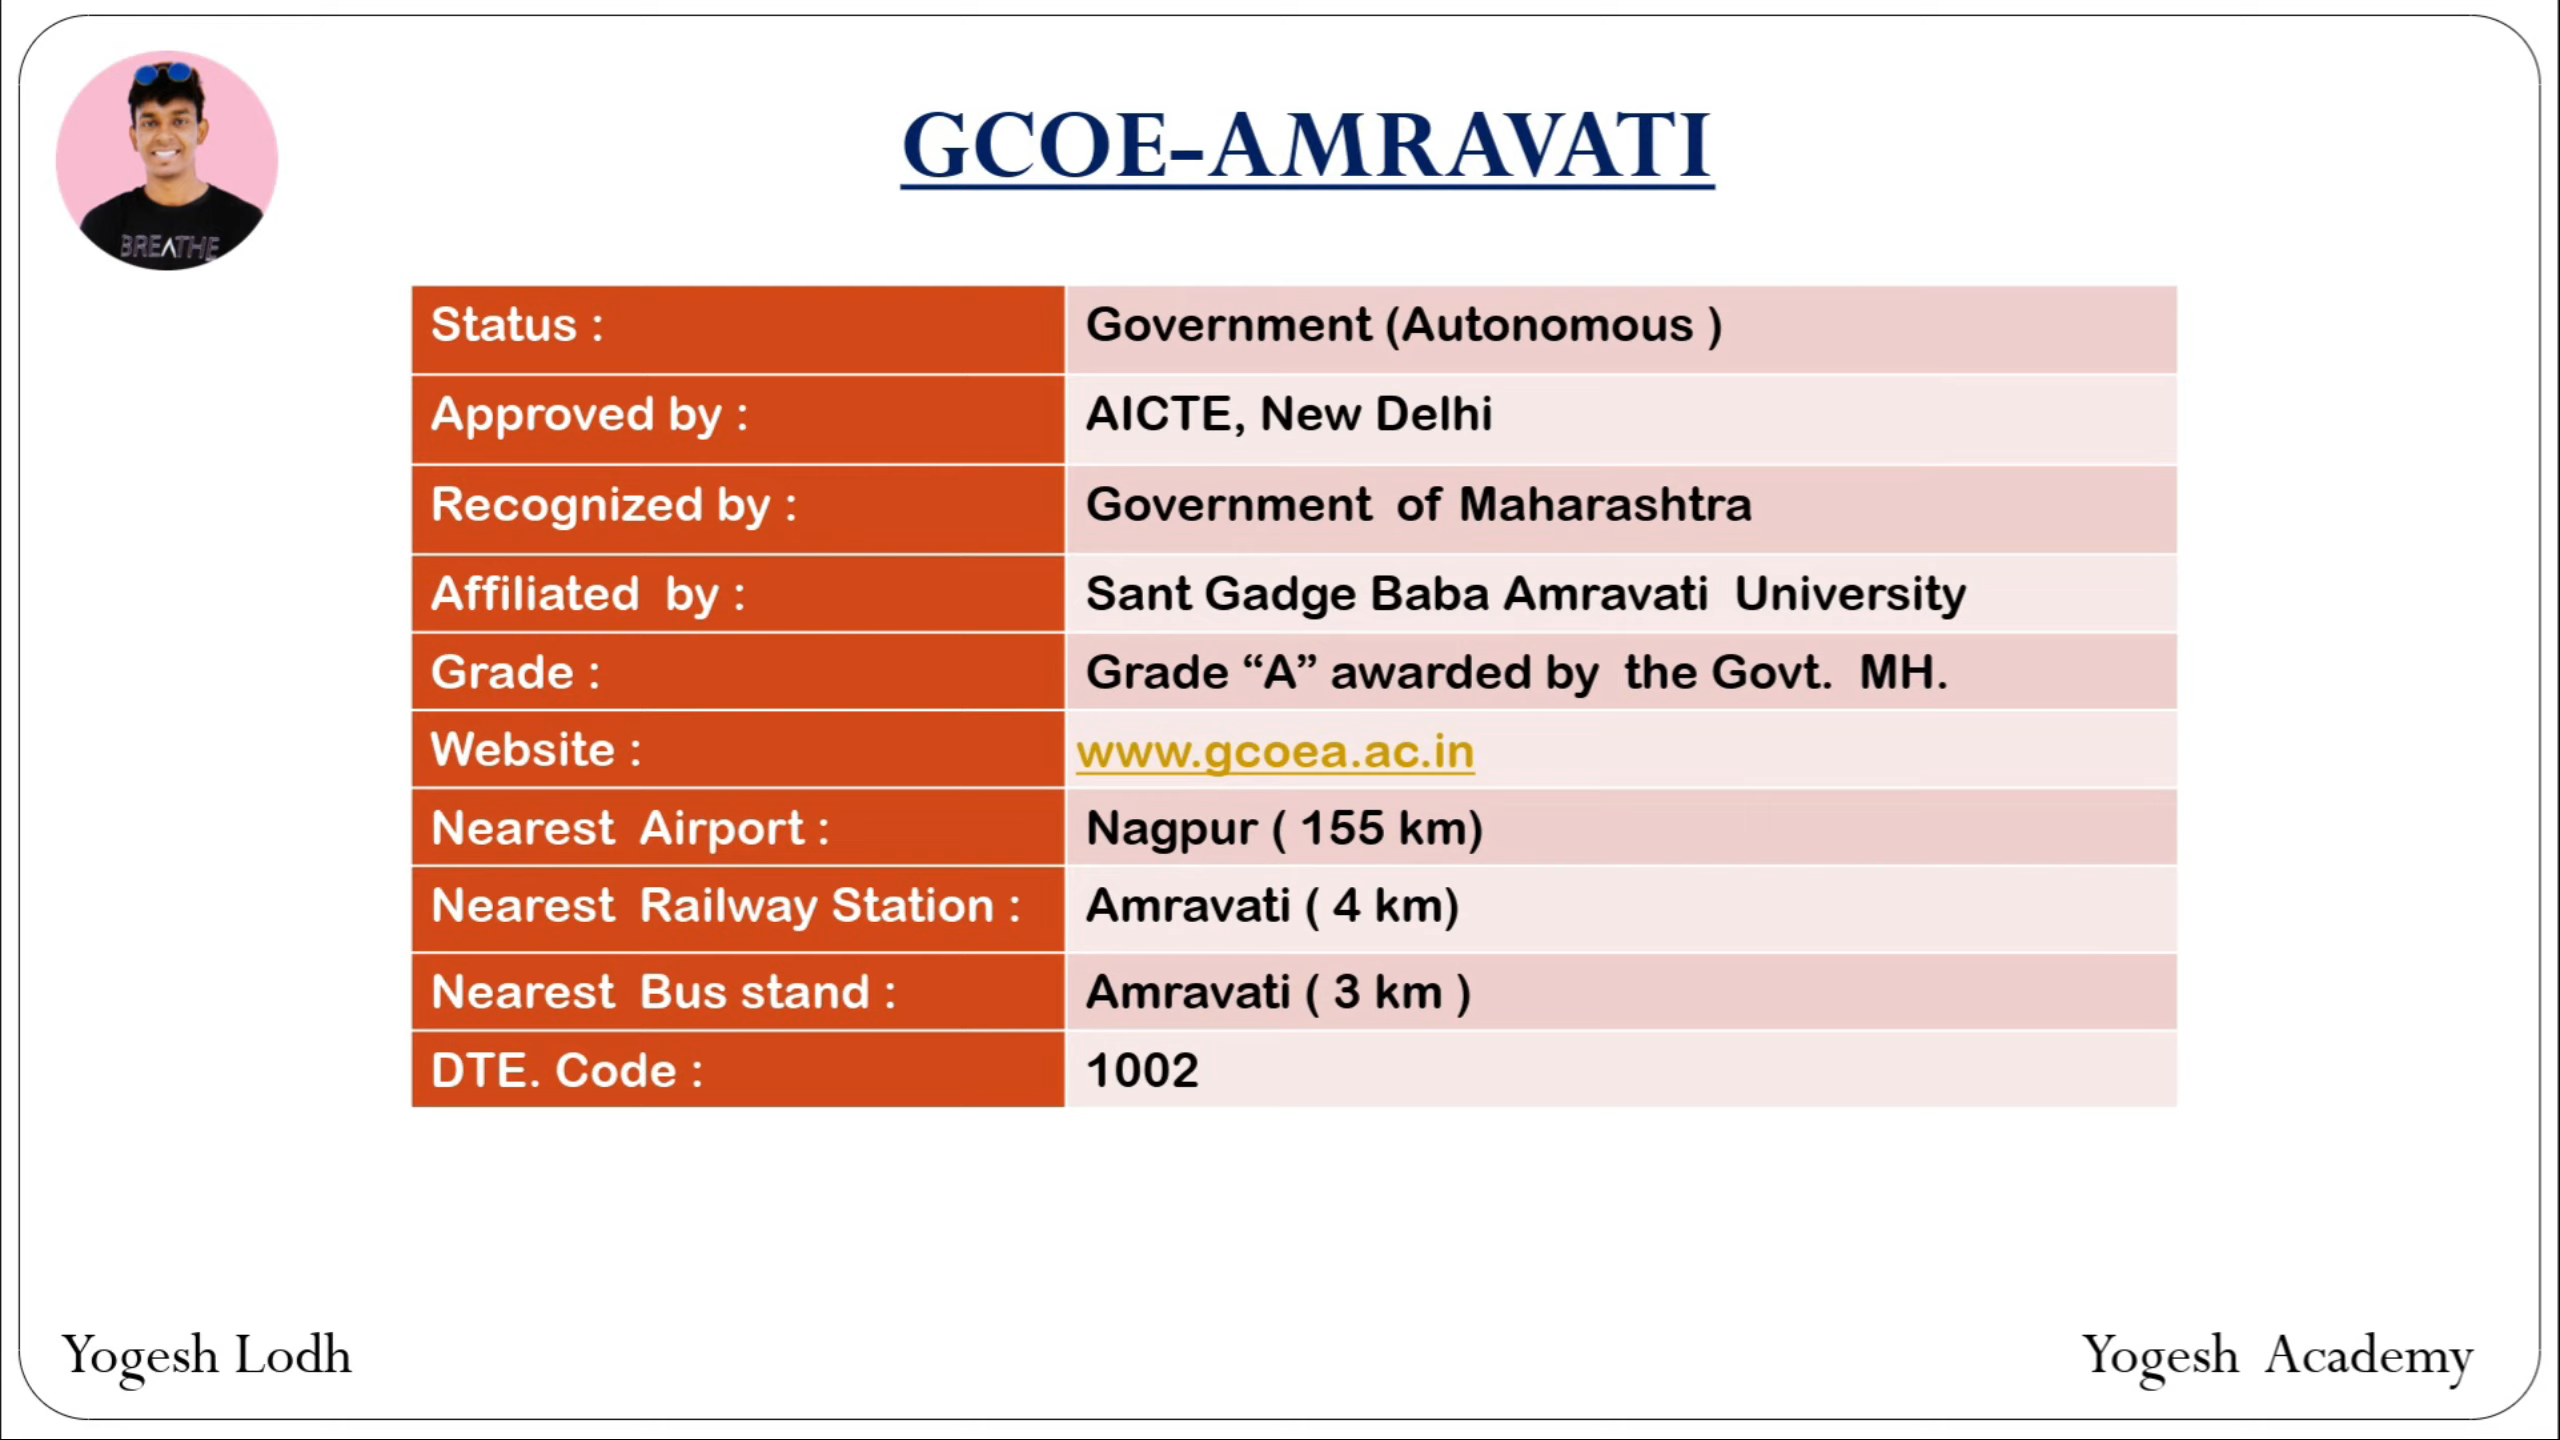 GCOE-AMRAVATI
BREATHE
Status : Government (Autonomous )
Approved by : AICTE, New Delhi
Recognized by : Government of Maharashtra
Affiliated by : Sant Gadge Baba Amravati University
Grade : Grade “A” awarded by the Govt. MH.
Website : www.gcoea.ac.in
Nearest Airport : Nagpur ( 155 km)
Nearest Railway Station : Amravati ( 4 km)
Nearest Bus stand : Amravati ( 3 km )
DTE. Code : 1002
Yogesh Lodh
Yogesh Academy